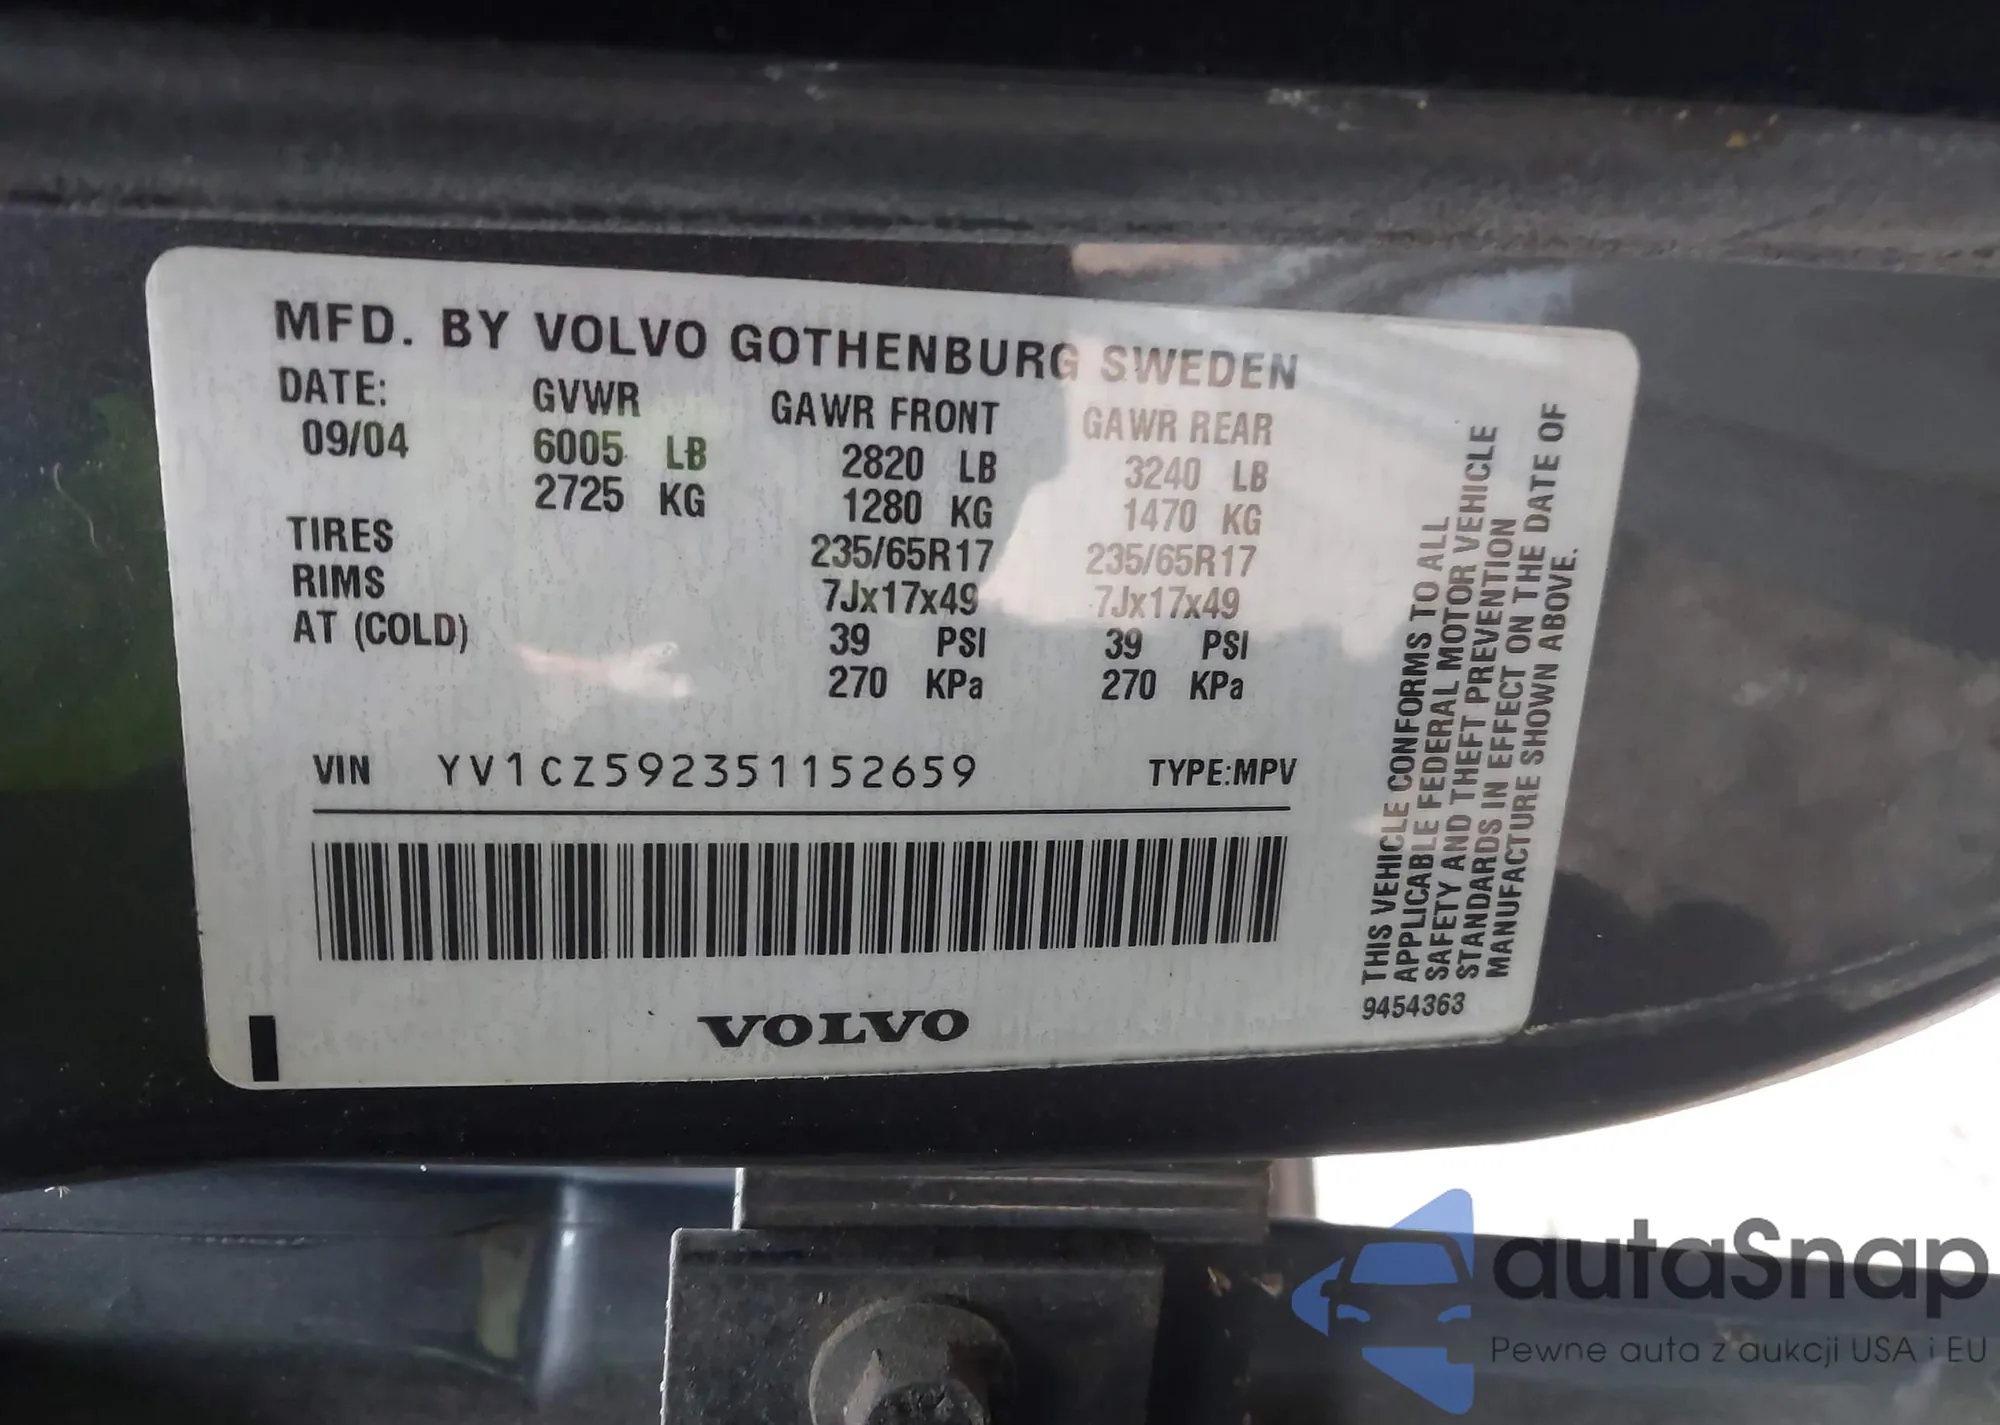 MFD. BY VOLVO GOTHENBURG SWEDEN
DATE: GVWR GAWR FRONT GAWR REAR
09/04 6005 LB 2820 LB 3240 LB
2725 KG 1280 KG 1470 KG
TIRES 235/65R17 235/65R17
RIMS 7Jx17x49 7Jx17x49
AT (COLD) 39 PSI 39 PSI
270 KPa 270 KPa
VIN YV1CZ592351152659 TYPE:MPV
VOLVO
THIS VEHICLE CONFORMS TO ALL
APPLICABLE FEDERAL MOTOR VEHICLE
SAFETY AND THEFT PREVENTION
STANDARDS IN EFFECT ON THE DATE OF
MANUFACTURE SHOWN ABOVE.
9454363
autaSnap
Pewne auta z aukcji USA i EU